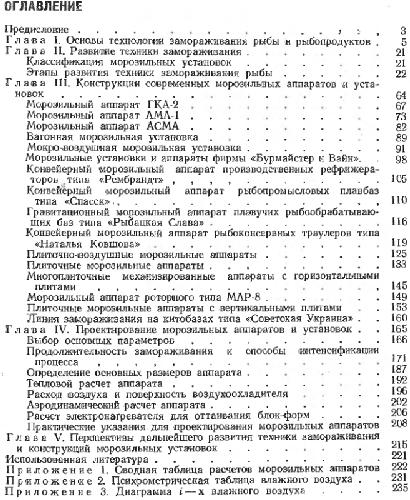 ОГЛАВЛЕНИЕ
Предисловие 3
Глава I. Основы технологии замораживания рыбы и рыбопродуктов 5
Глава II. Развитие техники замораживания 21
Классификация морозильных установок 21
Этапы развития техники замораживания рыбы 22
Глава III. Конструкции современных морозильных аппаратов и уста-
новок 64
Морозильный аппарат ГКА-2 67
Морозильный аппарат АМА-I 73
Морозильный аппарат АСМА 82
Вагонная морозильная установка 89
Мокро-воздушная морозильная установка 91
Морозильные установки и аппараты фирмы «Бурмайстер к Вайн» 98
Конвейерный морозильный аппарат производственных рефрижера-
торов типа «Рембрандт» 105
Конвейерный морозильный аппарат рыбопромысловых плавбаз
типа «Спасск» 110
Гравитационный морозильный аппарат плавучих рыбообрабатываю-
щих баз типа «Рыбацкая Слава» 116
Конвейерный морозильный аппарат рыбоконсервных траулеров типа
«Наталья Ковшова» 119
Плиточно-воздушные морозильные аппараты 125
Плиточные морозильные аппараты 133
Многоплиточные механизированные аппараты с горизонтальными
плитами 145
Морозильный аппарат роторного типа МАР-8 149
Плиточные морозильные аппараты с вертикальными плитами 153
Линия замораживания на китобазах типа «Советская Украина» 160
Глава IV. Проектирование морозильных аппаратов и установок 165
Выбор основных параметров 166
Продолжительность замораживания и способы интенсификации
процесса 171
Определение основных размеров аппарата 187
Тепловой расчет аппарата 192
Расход воздуха и поверхность воздухоохладителя 196
Аэродинамический расчет аппарата 202
Расчет электронагревателя для оттаивания блок-форм 206
Практические указания для проектирования морозильных аппаратов 208
Глава V. Перспективы дальнейшего развития техники замораживания
и конструкций морозильных установок 215
Использованная литература 221
Приложение 1. Сводная таблица расчетов морозильных аппаратов 222
Приложение 2. Психрометрическая таблица влажного воздуха 231
Приложение 3. Диаграмма i—x влажного воздуха 235